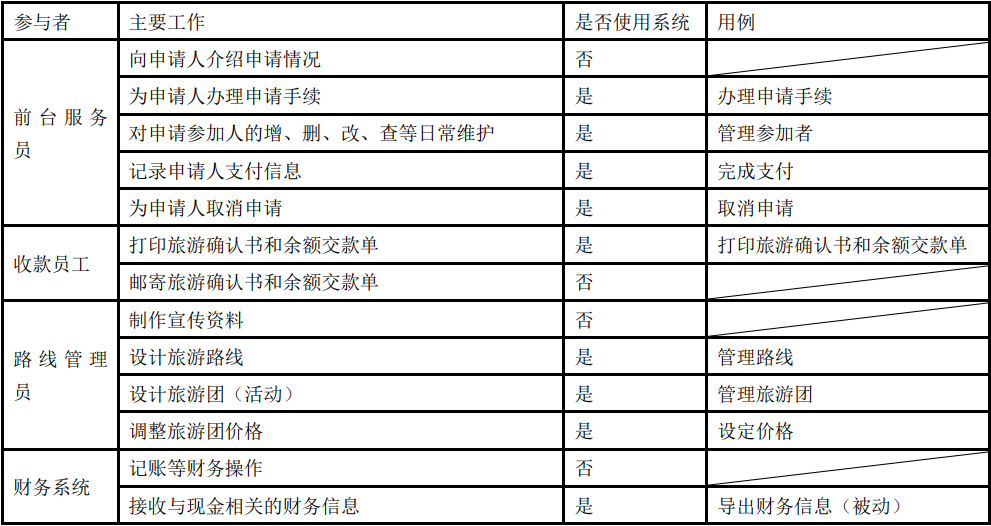 参与者 主要工作 是否使用系统 用例
前台服务员 向申请人介绍申请情况 否
为申请人办理申请手续 是 办理申请手续
对申请参加人的增、删、改、查等日常维护 是 管理参加者
记录申请人支付信息 是 完成支付
为申请人取消申请 是 取消申请
收款员工 打印旅游确认书和余额交款单 是 打印旅游确认书和余额交款单
邮寄旅游确认书和余额交款单 否
路线管理员 制作宣传资料 否
设计旅游路线 是 管理路线
设计旅游团（活动） 是 管理旅游团
调整旅游团价格 是 设定价格
财务系统 记账等财务操作 否
接收与现金相关的财务信息 是 导出财务信息（被动）